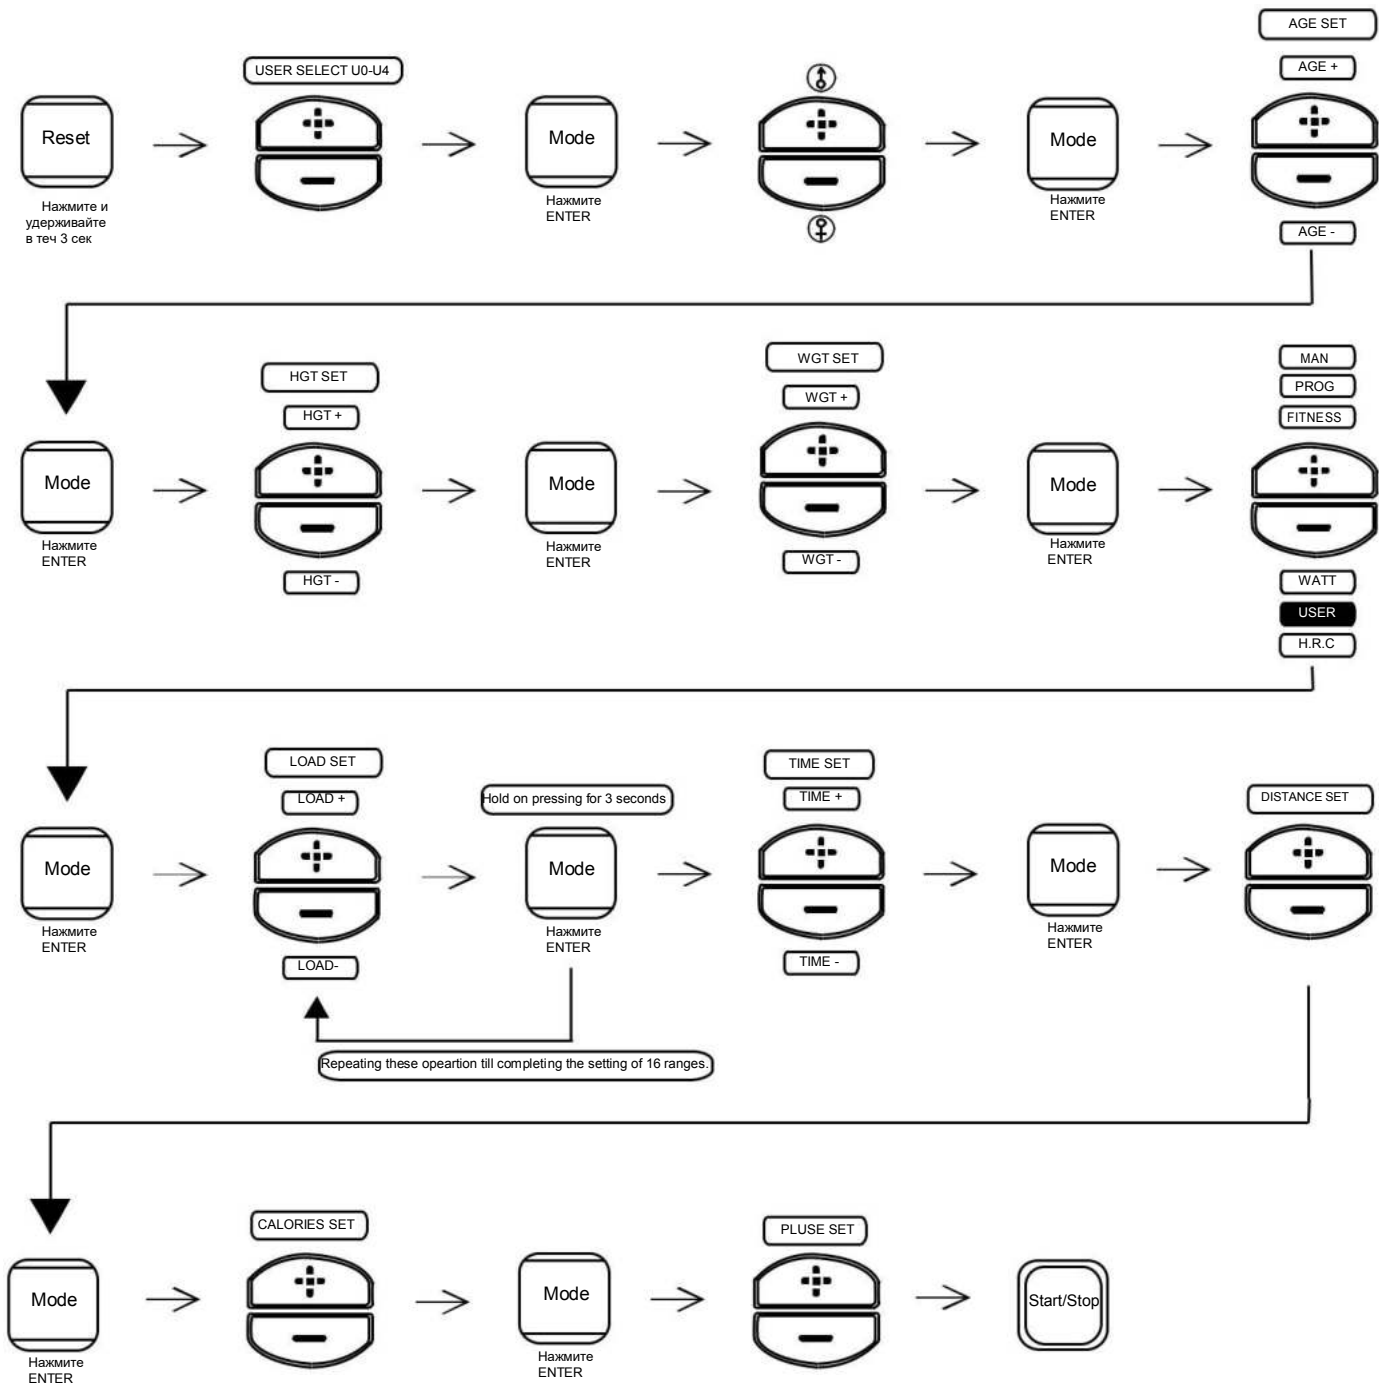 USER SELECT U0-U4
AGE SET
AGE +
Reset
Mode
Mode
Нажмите и
удерживайте
в теч 3 сек
Нажмите
ENTER
Нажмите
ENTER
AGE -
HGT SET
HGT +
WGT SET
WGT +
MAN
PROG
FITNESS
Mode
Mode
Mode
Нажмите
ENTER
HGT -
Нажмите
ENTER
WGT -
Нажмите
ENTER
WATT
USER
H.R.C
LOAD SET
LOAD +
Hold on pressing for 3 seconds
TIME SET
TIME +
DISTANCE SET
Mode
Mode
Mode
Нажмите
ENTER
LOAD-
Нажмите
ENTER
TIME -
Нажмите
ENTER
Repeating these opeartion till completing the setting of 16 ranges.
CALORIES SET
PLUSE SET
Mode
Mode
Start/Stop
Нажмите
ENTER
Нажмите
ENTER